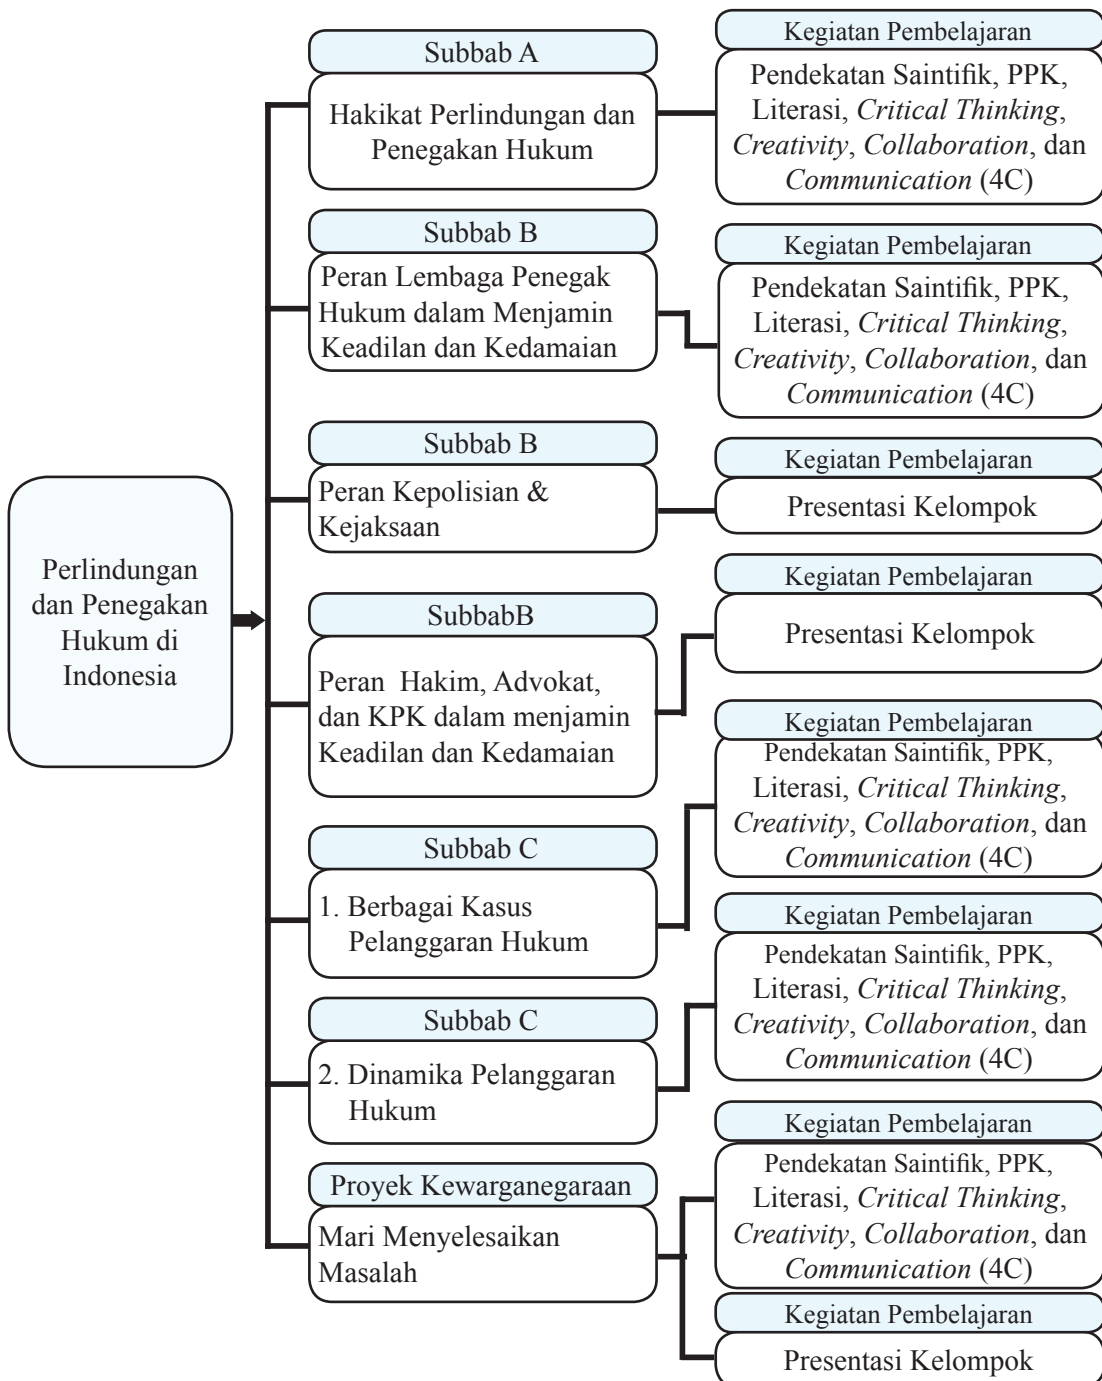 Perlindungan
dan Penegakan
Hukum di
Indonesia
Subbab A
Hakikat Perlindungan dan
Penegakan Hukum
Kegiatan Pembelajaran
Pendekatan Saintifik, PPK,
Literasi, Critical Thinking,
Creativity, Collaboration, dan
Communication (4C)
Subbab B
Peran Lembaga Penegak
Hukum dalam Menjamin
Keadilan dan Kedamaian
Kegiatan Pembelajaran
Pendekatan Saintifik, PPK,
Literasi, Critical Thinking,
Creativity, Collaboration, dan
Communication (4C)
Subbab B
Peran Kepolisian &
Kejaksaan
Kegiatan Pembelajaran
Presentasi Kelompok
SubbabB
Peran Hakim, Advokat,
dan KPK dalam menjamin
Keadilan dan Kedamaian
Kegiatan Pembelajaran
Presentasi Kelompok
Subbab C
1. Berbagai Kasus
Pelanggaran Hukum
Kegiatan Pembelajaran
Pendekatan Saintifik, PPK,
Literasi, Critical Thinking,
Creativity, Collaboration, dan
Communication (4C)
Subbab C
2. Dinamika Pelanggaran
Hukum
Kegiatan Pembelajaran
Pendekatan Saintifik, PPK,
Literasi, Critical Thinking,
Creativity, Collaboration, dan
Communication (4C)
Proyek Kewarganegaraan
Mari Menyelesaikan
Masalah
Kegiatan Pembelajaran
Pendekatan Saintifik, PPK,
Literasi, Critical Thinking,
Creativity, Collaboration, dan
Communication (4C)
Kegiatan Pembelajaran
Presentasi Kelompok